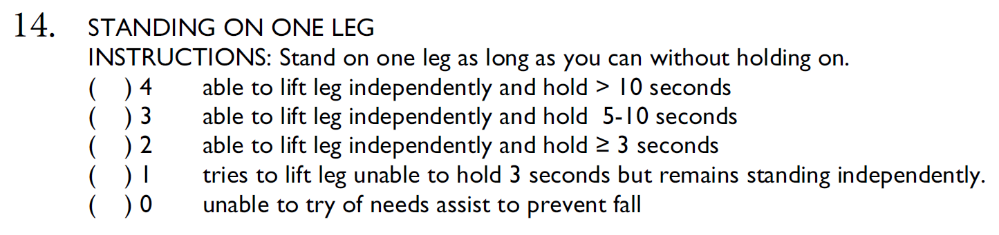 14. STANDING ON ONE LEG
INSTRUCTIONS: Stand on one leg as long as you can without holding on.
( ) 4 able to lift leg independently and hold > 10 seconds
( ) 3 able to lift leg independently and hold 5-10 seconds
( ) 2 able to lift leg independently and hold ≥ 3 seconds
( ) 1 tries to lift leg unable to hold 3 seconds but remains standing independently.
( ) 0 unable to try of needs assist to prevent fall